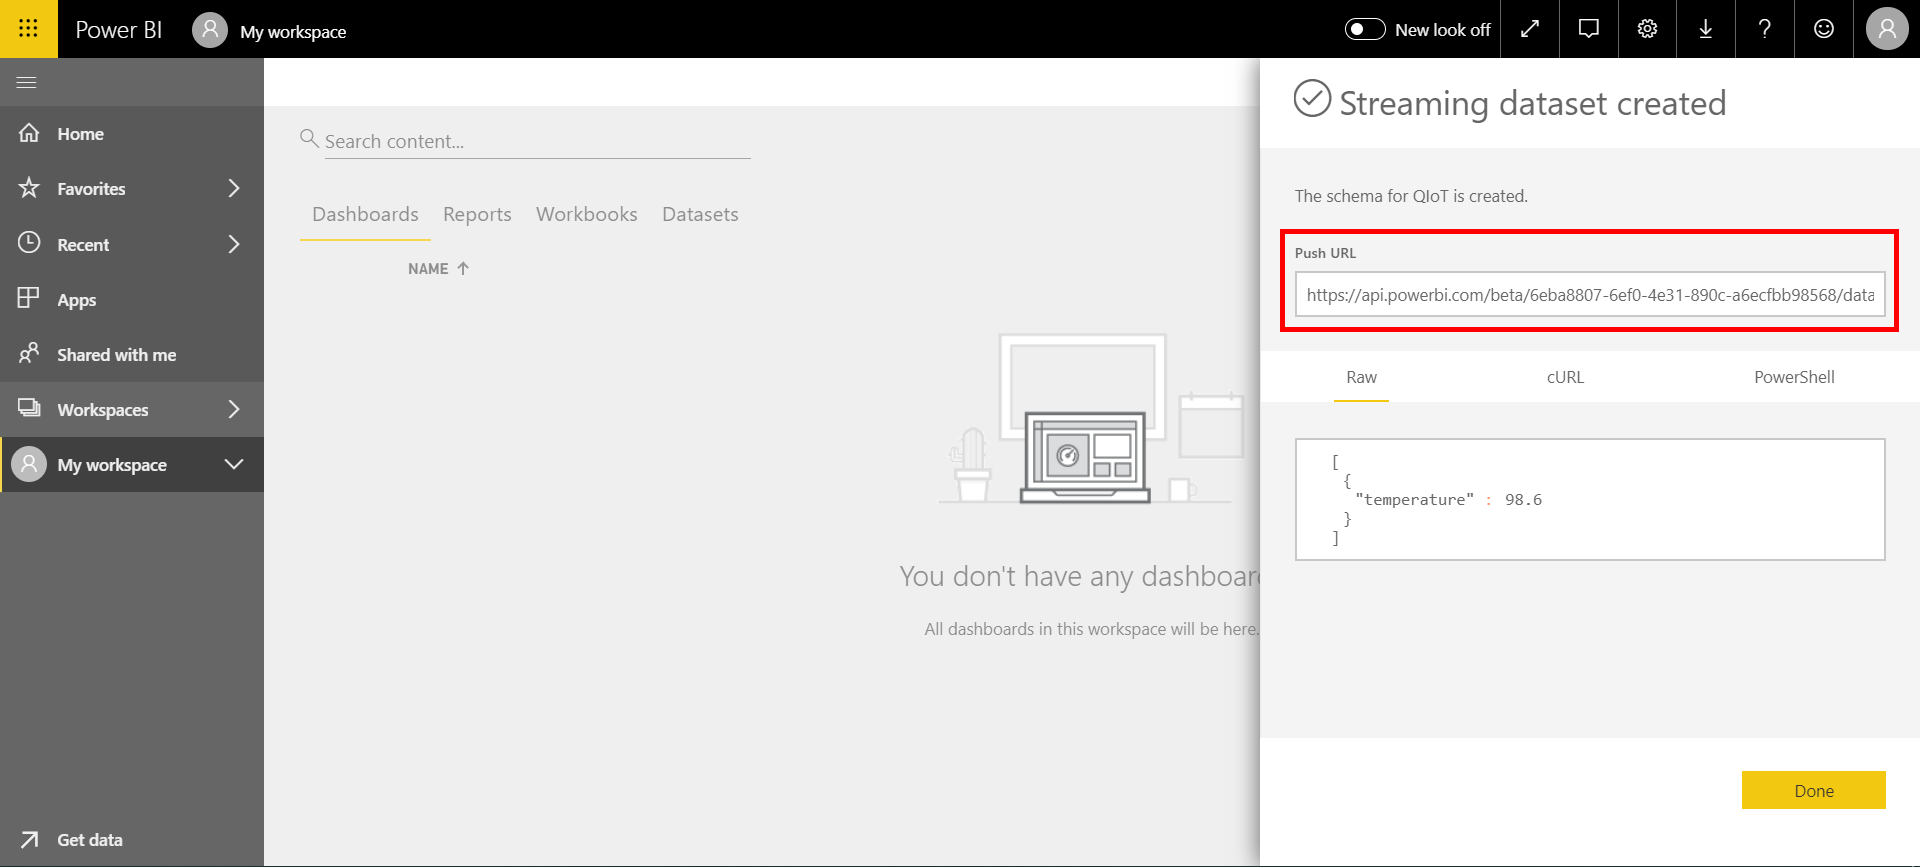 Power BI
My workspace
New look off
Home
Favorites
Recent
Apps
Shared with me
Workspaces
My workspace
Get data
Search content...
Dashboards Reports Workbooks Datasets
NAME
You don't have any dashboar
All dashboards in this workspace will be here.
Streaming dataset created
The schema for QIoT is created.
Push URL
https://api.powerbi.com/beta/6eba8807-6ef0-4e31-890c-a6ecfbb98568/data
Raw cURL PowerShell
[
{
"temperature" : 98.6
}
]
Done